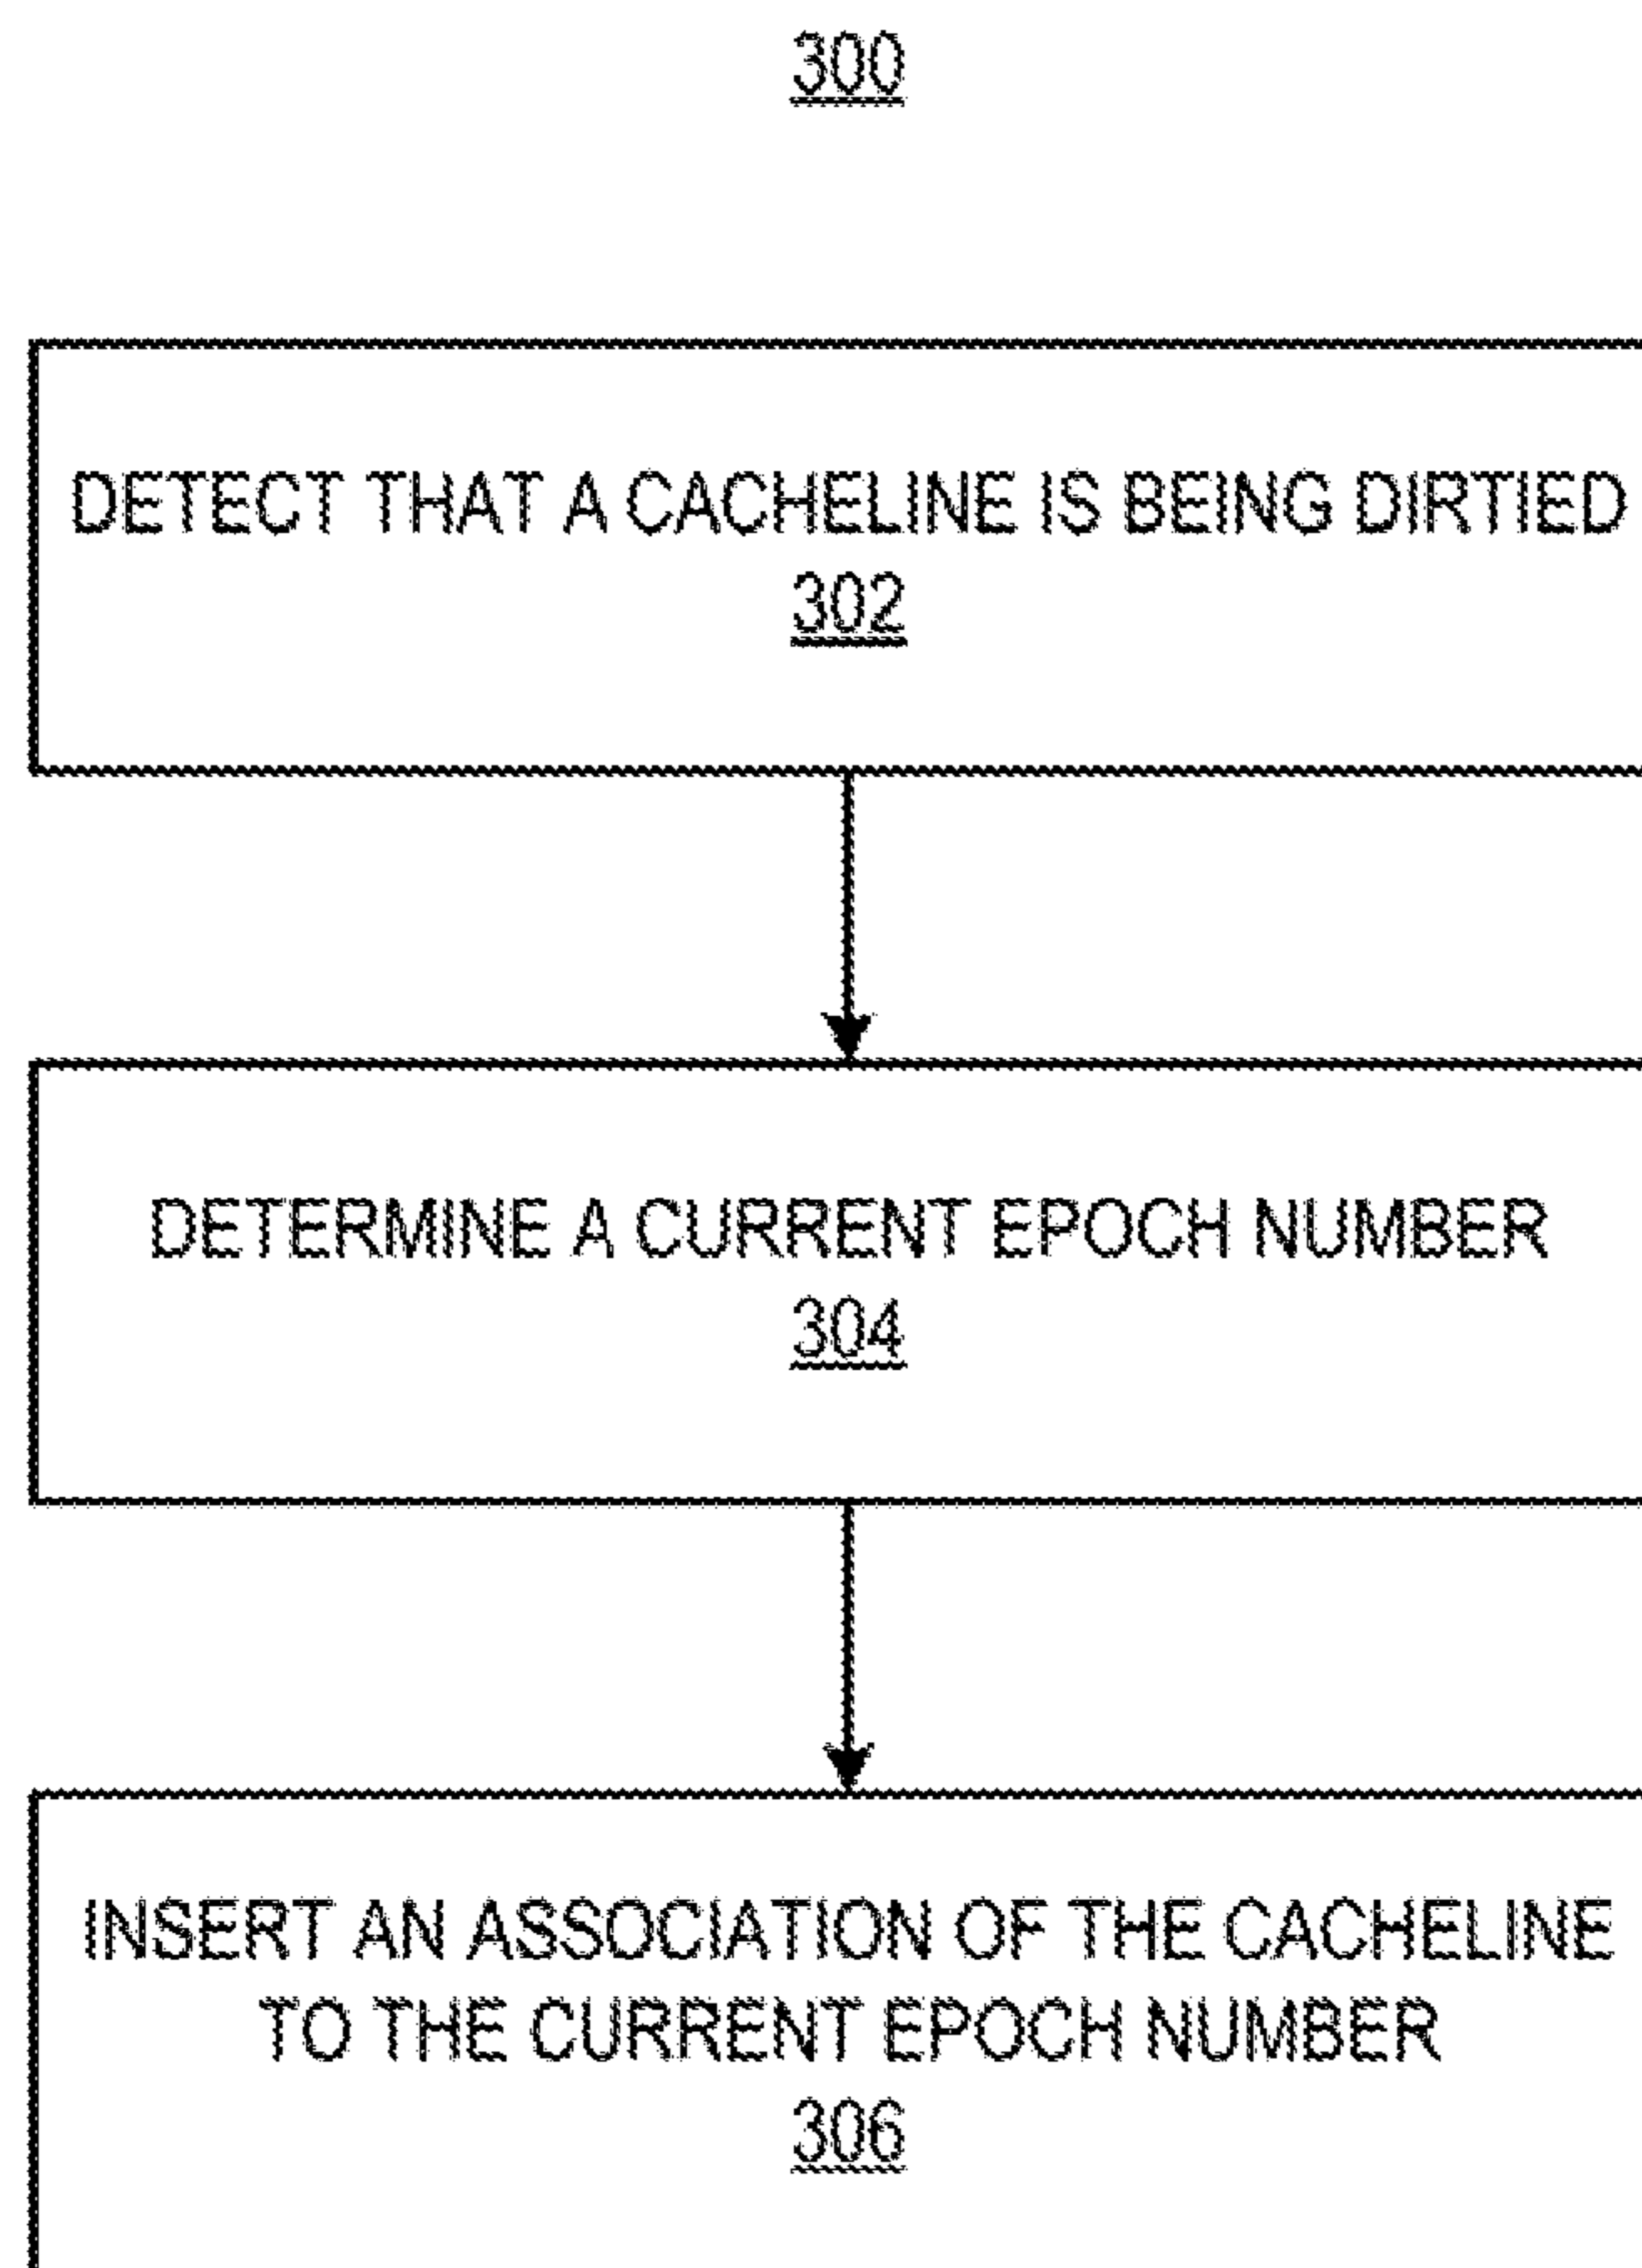 300
DETECT THAT A CACHELINE IS BEING DIRTIED
302
DETERMINE A CURRENT EPOCH NUMBER
304
INSERT AN ASSOCIATION OF THE CACHELINE
TO THE CURRENT EPOCH NUMBER
306